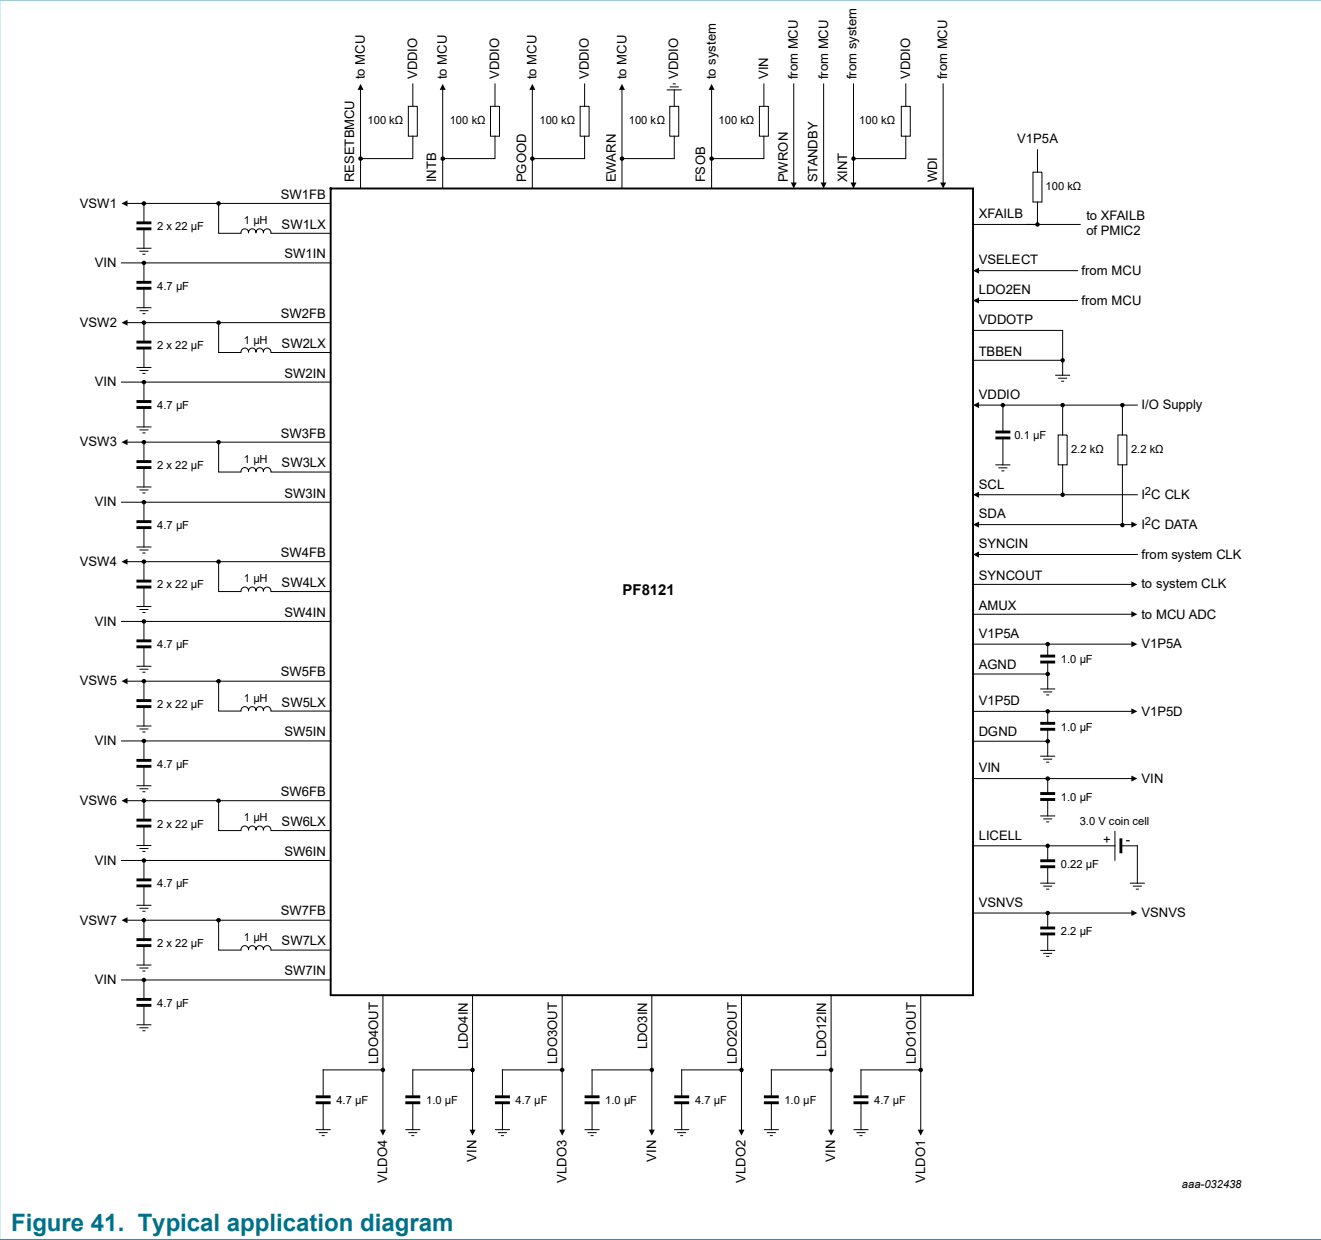 to MCU
VDDIO
to MCU
VDDIO
to MCU
VDDIO
to MCU
VDDIO
to system
VIN
from MCU
from MCU
from system
VDDIO
from MCU
100 kΩ
100 kΩ
100 kΩ
100 kΩ
100 kΩ
100 kΩ
RESETBMCU
INTB
PGOOD
EWARN
FSOB
PWRON
STANDBY
XINT
WDI
VSW1
SW1FB
2 x 22 µF
1 µH
SW1LX
VIN
SW1IN
4.7 µF
VSW2
SW2FB
2 x 22 µF
1 µH
SW2LX
VIN
SW2IN
4.7 µF
VSW3
SW3FB
2 x 22 µF
1 µH
SW3LX
VIN
SW3IN
4.7 µF
VSW4
SW4FB
2 x 22 µF
1 µH
SW4LX
VIN
SW4IN
4.7 µF
VSW5
SW5FB
2 x 22 µF
1 µH
SW5LX
VIN
SW5IN
4.7 µF
VSW6
SW6FB
2 x 22 µF
1 µH
SW6LX
VIN
SW6IN
4.7 µF
VSW7
SW7FB
2 x 22 µF
1 µH
SW7LX
VIN
SW7IN
4.7 µF
PF8121
V1P5A
100 kΩ
XFAILB
to XFAILB
of PMIC2
VSELECT
from MCU
LDO2EN
from MCU
VDDOTP
TBBEN
VDDIO
I/O Supply
0.1 µF
2.2 kΩ
2.2 kΩ
SCL
I2C CLK
SDA
I2C DATA
SYNCIN
from system CLK
SYNCOUT
to system CLK
AMUX
to MCU ADC
V1P5A
V1P5A
1.0 µF
AGND
V1P5D
V1P5D
1.0 µF
DGND
VIN
VIN
1.0 µF
3.0 V coin cell
LICELL
+ -
0.22 µF
VSNVS
VSNVS
2.2 µF
LDO4OUT
LDO4IN
LDO3OUT
LDO3IN
LDO2OUT
LDO12IN
LDO1OUT
4.7 µF
1.0 µF
4.7 µF
1.0 µF
4.7 µF
1.0 µF
4.7 µF
VLDO4
VIN
VLDO3
VIN
VLDO2
VIN
VLDO1
aaa-032438
Figure 41. Typical application diagram